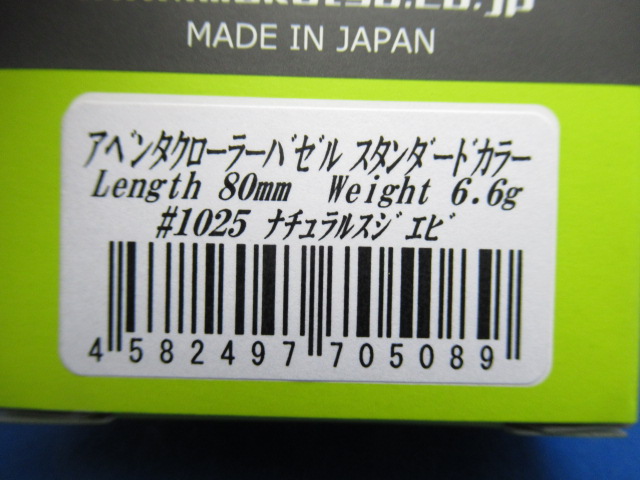 MADE IN JAPAN
アベンタクローラーバゼル スタンダードカラー
Length 80mm Weight 6.6g
#1025 ナチュラルスジエビ
4 582497 705089